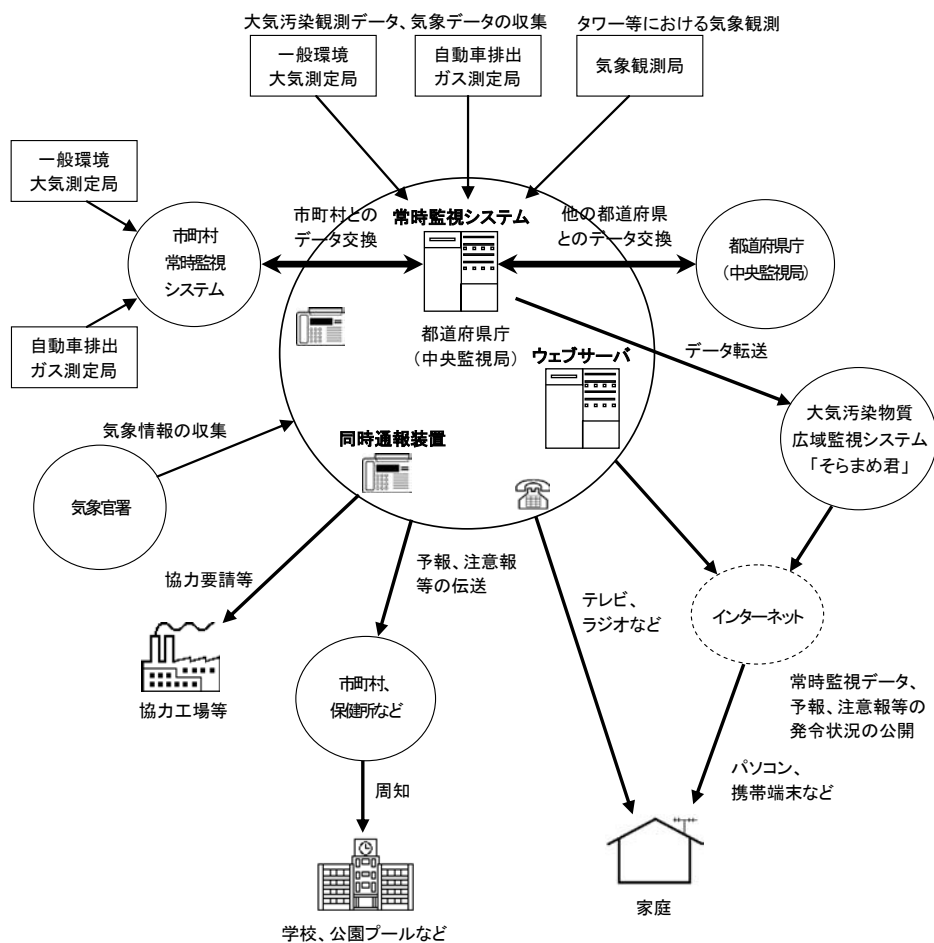 大気汚染観測データ、気象データの収集
タワー等における気象観測
一般環境
大気測定局
自動車排出
ガス測定局
気象観測局
一般環境
大気測定局
市町村
常時監視
システム
自動車排出
ガス測定局
市町村との
データ交換
常時監視システム
他の都道府県
とのデータ交換
都道府県庁
（中央監視局）
都道府県庁
（中央監視局）
ウェブサーバ
データ転送
大気汚染物質
広域監視システム
「そらまめ君」
気象情報の収集
気象官署
同時通報装置
協力要請等
協力工場等
予報、注意報
等の伝送
市町村、
保健所など
周知
学校、公園プールなど
テレビ、
ラジオなど
インターネット
常時監視データ、
予報、注意報等の
発令状況の公開
パソコン、
携帯端末など
家庭